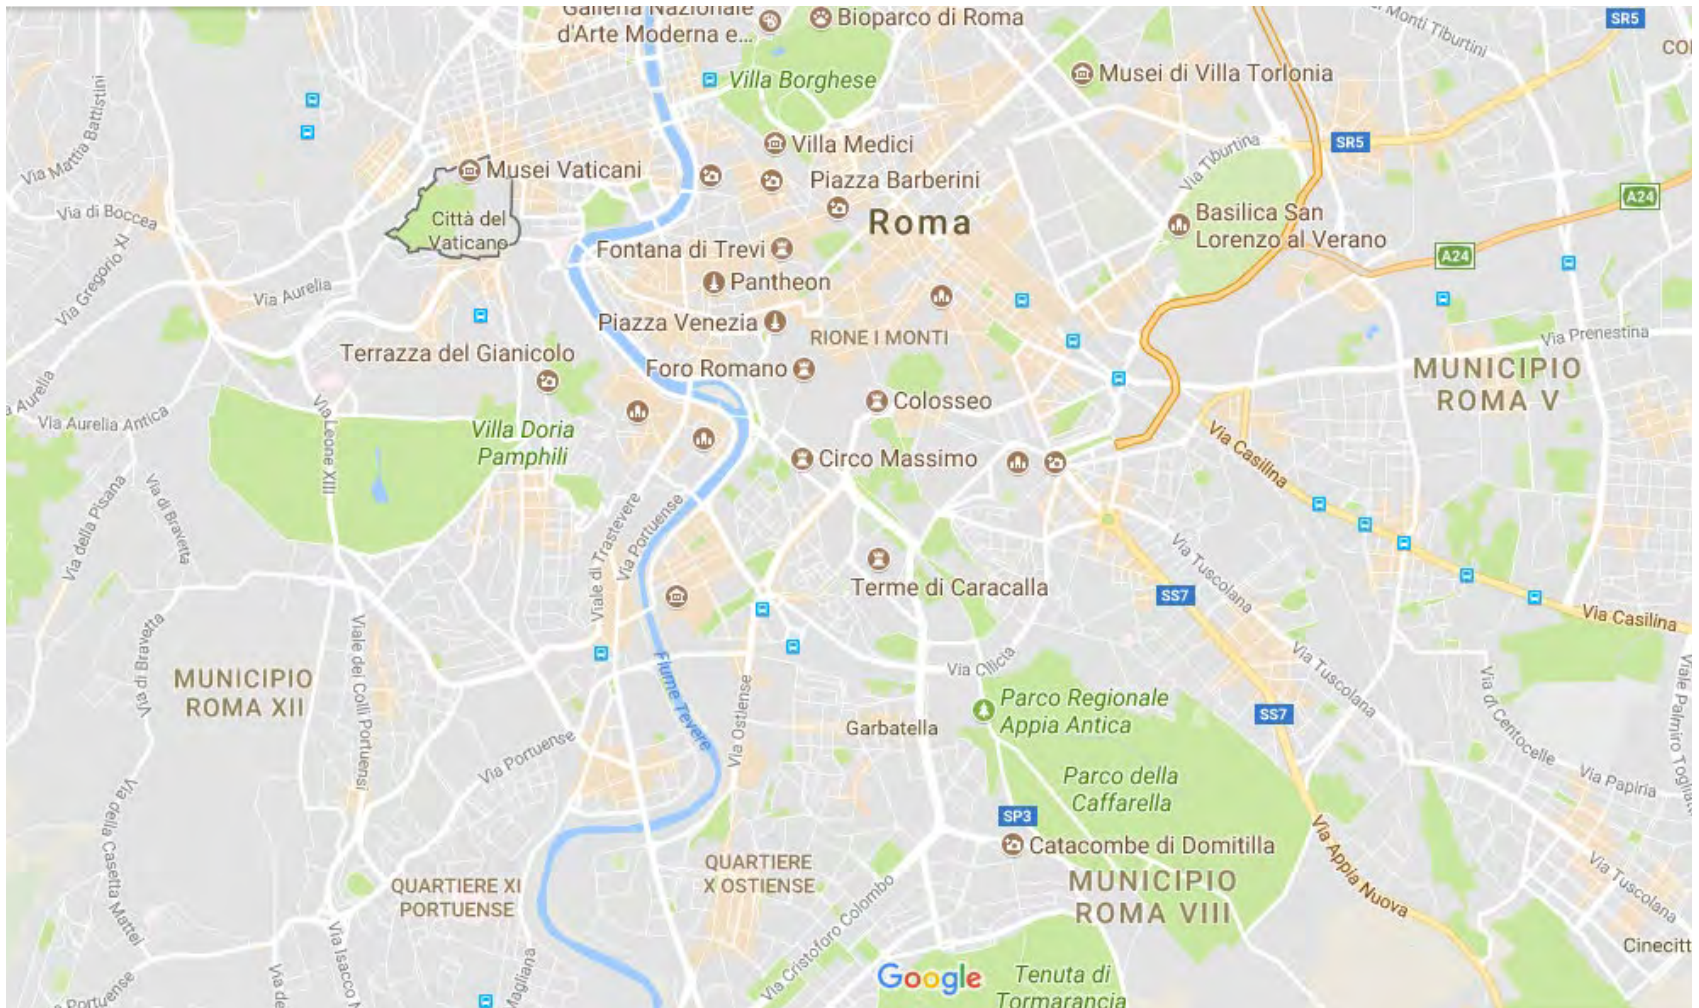 Galleria Nazionale
d'Arte Moderna e...
Bioparco di Roma
SR5
Monti Tiburtini
Villa Borghese
Musei di Villa Torlonia
Via Mattia Battistini
Villa Medici
SR5
Via Tiburtina
Musei Vaticani
Piazza Barberini
A24
Via di Boccea
Città del
Vaticano
Roma
Basilica San
Lorenzo al Verano
Via Gregorio XI
Fontana di Trevi
A24
Via Aurelia
Pantheon
Piazza Venezia
RIONE I MONTI
Via Prenestina
Terrazza del Gianicolo
Foro Romano
MUNICIPIO
ROMA V
Aurelia
Via Aurelia Antica
Via Leone XIII
Colosseo
Villa Doria
Pamphili
Via Casilina
Circo Massimo
Via della Pisana
Via di Bravetta
Viale di Trastevere
Via Portuense
Via Tuscolana
Terme di Caracalla
SS7
Via Casilina
Via di Bravetta
Viale dei Colli Portuensi
Fiume Tevere
Via Cilicia
Via Tuscolana
MUNICIPIO
ROMA XII
Via Ostiense
Parco Regionale
Appia Antica
SS7
Via di Centocelle
Viale Palmiro Togliatti
Garbatella
Via Portuense
Parco della
Caffarella
Via Papiria
Via della Casetta Mattei
SP3
Catacombe di Domitilla
Via Appia Nuova
QUARTIERE
X OSTIENSE
QUARTIERE XI
PORTUENSE
MUNICIPIO
ROMA VIII
Via Tuscolana
Via Cristoforo Colombo
Cinecitt
Via Isacco
Magliana
Google
Tenuta di
Tormarancia
Portuense